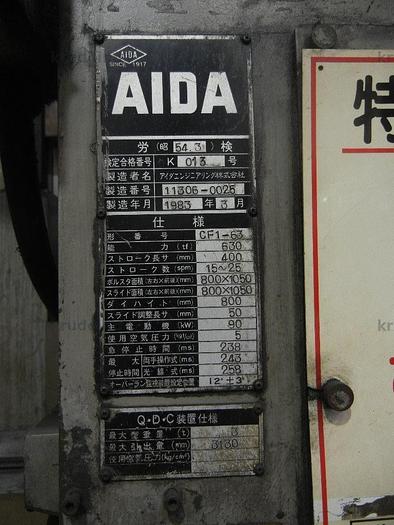 AIDA
SINCE 1917
AIDA
労 (昭 54.3) 検
検定合格番号 K 013 号
製造者名 アイダエンジニアリング株式会社
製造番号 11306-0025
製造年月 1983 年 3 月
仕様
形番号 CF1-63
能力 (tf) 630
ストローク長サ (mm) 400
ストローク数 (spm) 15~25
ボルスタ面積 (左右×前後) (mm) 800×1050
スライド面積 (左右×前後) (mm) 800×1050
ダイハイト (mm) 800
スライド調整長サ (mm) 50
主電動機 (kW) 90
使用空気圧力 5
急停止時間 (ms) 238
最大停止時間 両手操作式 (ms) 243
光線式 (ms) 258
オーバーラン監視装置設定位置 12°+3°
Q・D・C装置仕様
最大型重量 (t) 3
最大引出量 (mm) 3130
使用空気圧力 (kg/cm²)
特